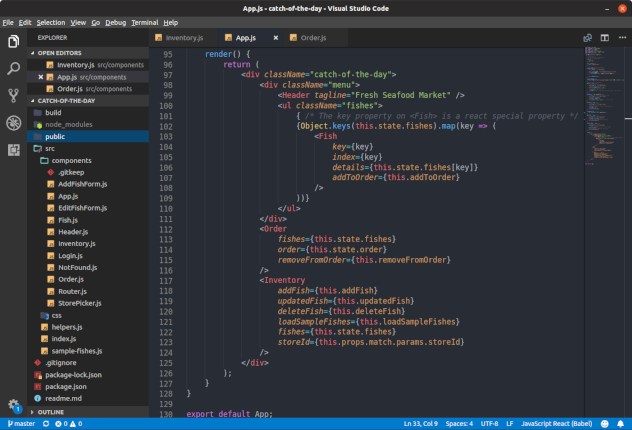 App.js - catch-of-the-day - Visual Studio Code
File Edit Selection View Go Debug Terminal Help
EXPLORER
Inventory.js
App.js
Order.js
OPEN EDITORS
Inventory.js src/components
App.js src/components
Order.js src/components
CATCH-OF-THE-DAY
build
node_modules
public
src
components
.gitkeep
AddFishForm.js
App.js
EditFishForm.js
Fish.js
Header.js
Inventory.js
Login.js
NotFound.js
Order.js
Router.js
StorePicker.js
css
helpers.js
index.js
sample-fishes.js
.gitignore
package-lock.json
package.json
readme.md
OUTLINE
95 render() {
96 return (
97 <div className="catch-of-the-day">
98 <div className="menu">
99 <Header tagline="Fresh Seafood Market" />
100 <ul className="fishes">
101 { /* The key property on <Fish> is a react special property */ 
102 {Object.keys(this.state.fishes).map(key => (
103 <Fish
104 key={key}
105 index={key}
106 details={this.state.fishes[key]}
107 addToOrder={this.addToOrder}
108 />
109 ))}
110 </ul>
111 </div>
112 <Order
113 fishes={this.state.fishes}
114 order={this.state.order}
115 removeFromOrder={this.removeFromOrder}
116 />
117 <Inventory
118 addFish={this.addFish}
119 updatedFish={this.updatedFish}
120 deleteFish={this.deleteFish}
121 loadSampleFishes={this.loadSampleFishes}
122 fishes={this.state.fishes}
123 storeId={this.props.match.params.storeId}
124 />
125 </div>
126 );
127 }
128 }
129
130 export default App;
1
master 0 0 Ln 33, Col 9 Spaces: 4 UTF-8 LF JavaScript React (Babel)